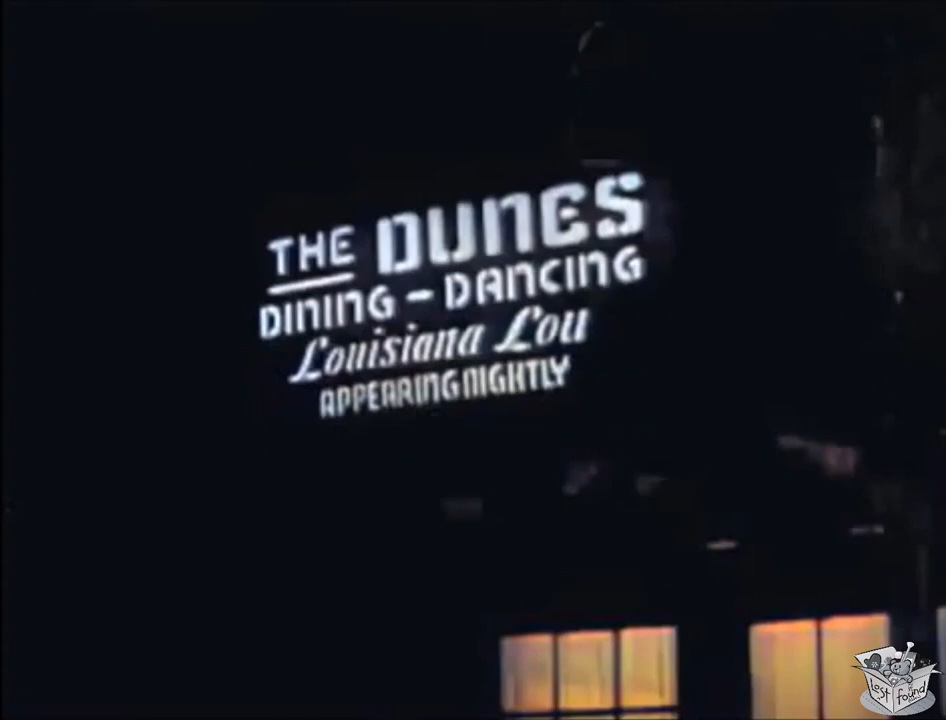 THE DUNES
DINING - DANCING
Louisiana Lou
APPEARING NIGHTLY
Lost found